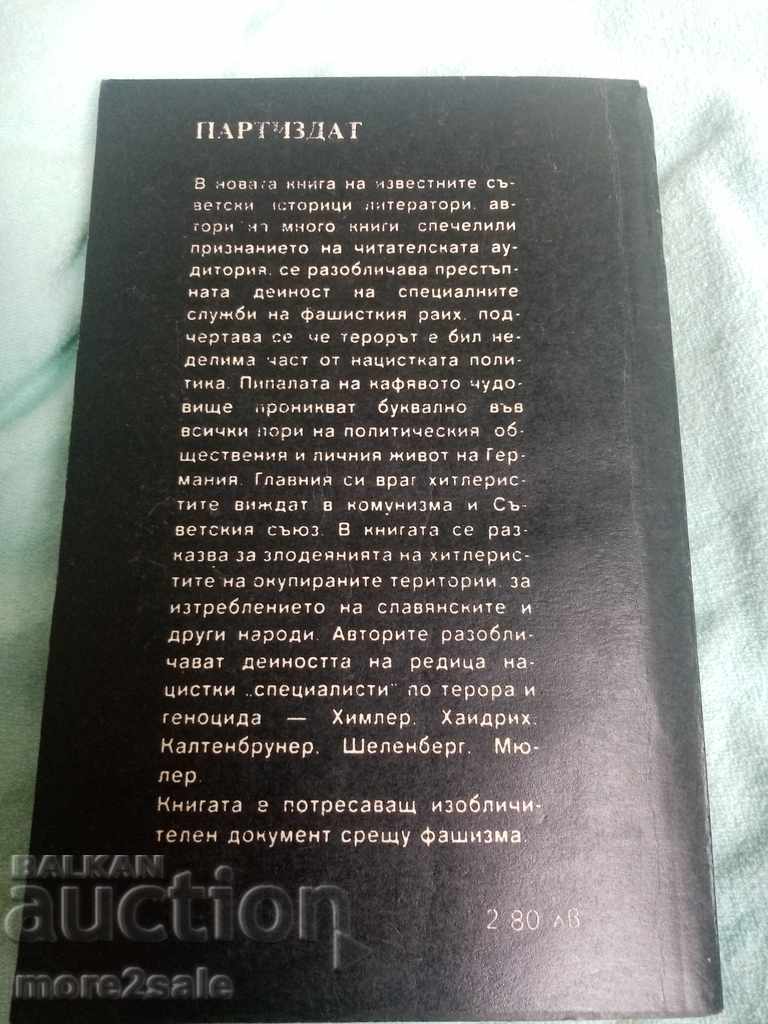 ПАРТИЗДАТ
В новата книга на известните съ-
ветски историци литератори, ав-
тори на много книги спечелили
признанието на читателската ау-
дитория, се разобличава престъп-
ната деиност на специалните
служби на фашисткия раих, под-
чертава се че терорът е бил не-
делима част от нацистката поли-
тика. Пипалата на кафявото чудо-
вище проникват буквално във
всички пори на политическия об-
ществения и личния живот на Гер-
мания. Главния си враг хитлерис-
тите виждат в комунизма и Съ-
ветския съюз. В книгата се раз-
казва за злодеянията на хитлерис-
тите на окупираните територии, за
изтреблението на славянските и
други народи. Авторите разобли-
чават деиността на редица на-
цистки „специалисти" по терора и
геноцида — Химлер, Хаидрих,
Калтенбрунер, Шеленберг, Мю-
лер.
Книгата е потресаващ изобличи-
телен документ срещу фашизма.
2 80 лв
BALKAN
auction
more2sale